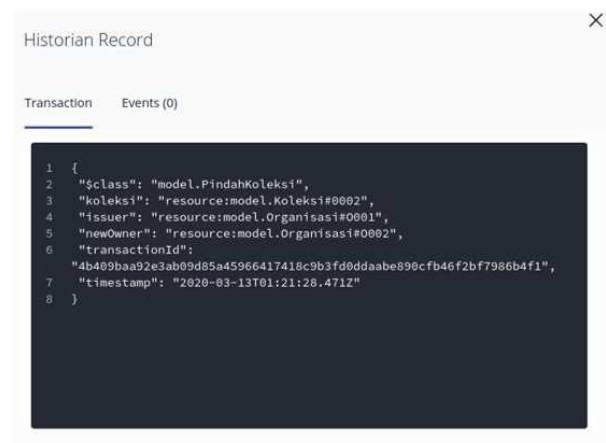 Historian Record
Transaction Events (0)
1 {
2 "$class": "model.PindahKoleksi",
3 "koleksi": "resource:model.Koleksi#0002",
4 "issuer": "resource:model.Organisasi#O001",
5 "newOwner": "resource:model.Organisasi#O002",
6 "transactionId":
"4b409baa92e3ab09d85a45966417418c9b3fd0ddaabe890cfb46f2bf7986b4f1",
7 "timestamp": "2020-03-13T01:21:28.471Z"
8 }